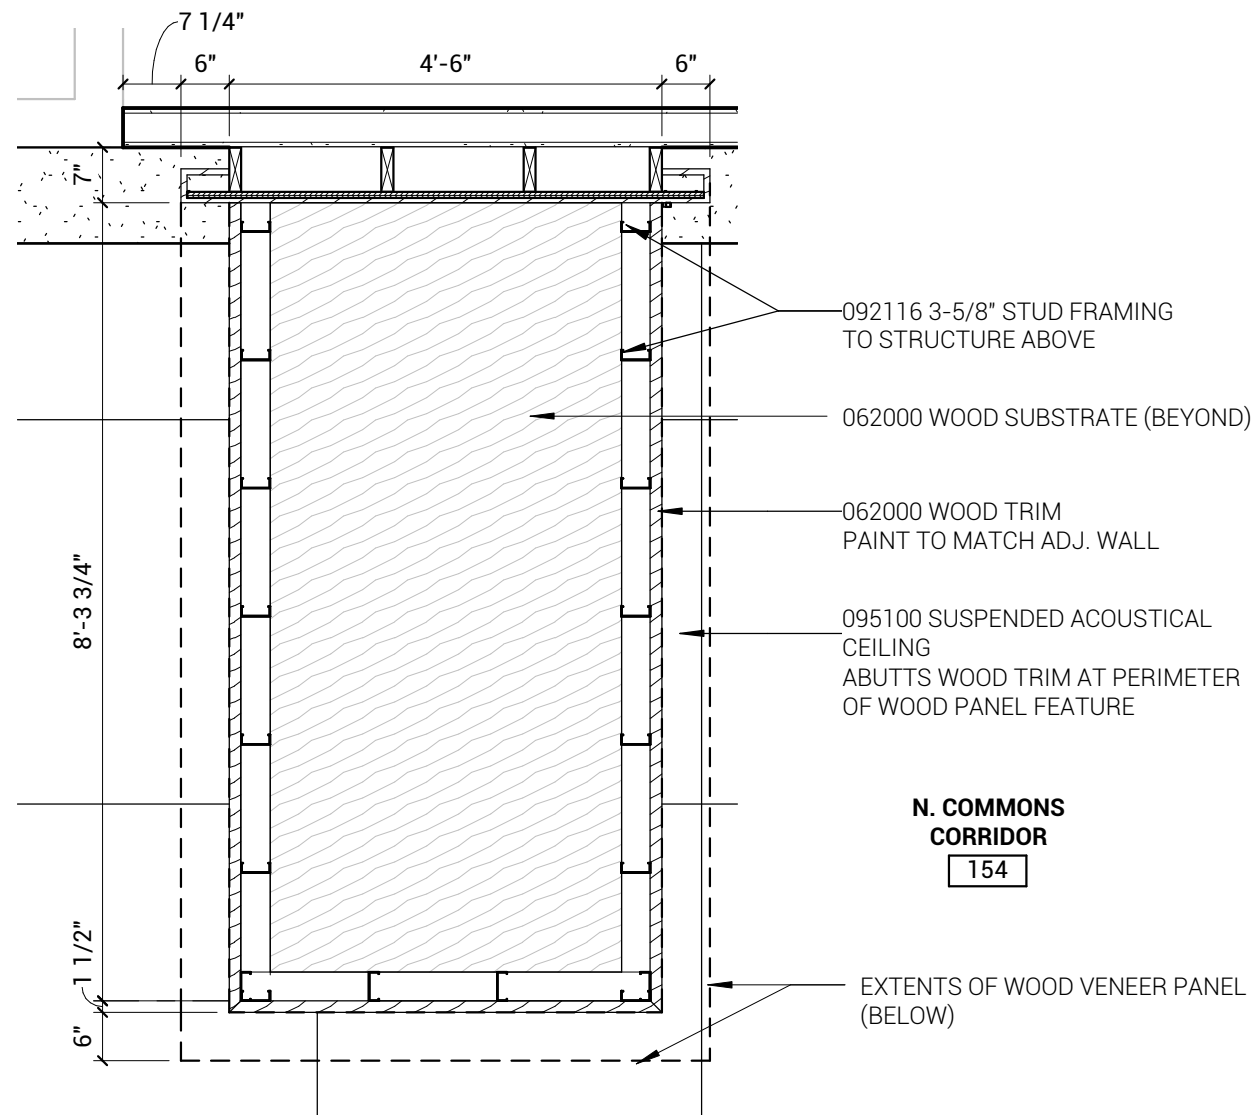 7 1/4"
6"
4'-6"
6"
7"
092116 3-5/8" STUD FRAMING
TO STRUCTURE ABOVE
062000 WOOD SUBSTRATE (BEYOND)
062000 WOOD TRIM
PAINT TO MATCH ADJ. WALL
8'-3 3/4"
095100 SUSPENDED ACOUSTICAL
CEILING
ABUTTS WOOD TRIM AT PERIMETER
OF WOOD PANEL FEATURE
N. COMMONS
CORRIDOR
154
1 1/2"
EXTENTS OF WOOD VENEER PANEL
(BELOW)
6"